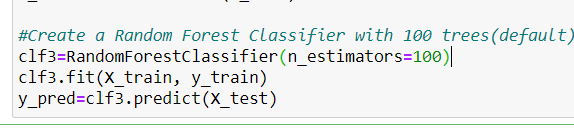 #Create a Random Forest Classifier with 100 trees(default)
clf3=RandomForestClassifier(n_estimators=100)
clf3.fit(X_train, y_train)
y_pred=clf3.predict(X_test)